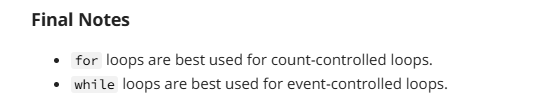 Final Notes
for loops are best used for count-controlled loops.
while loops are best used for event-controlled loops.